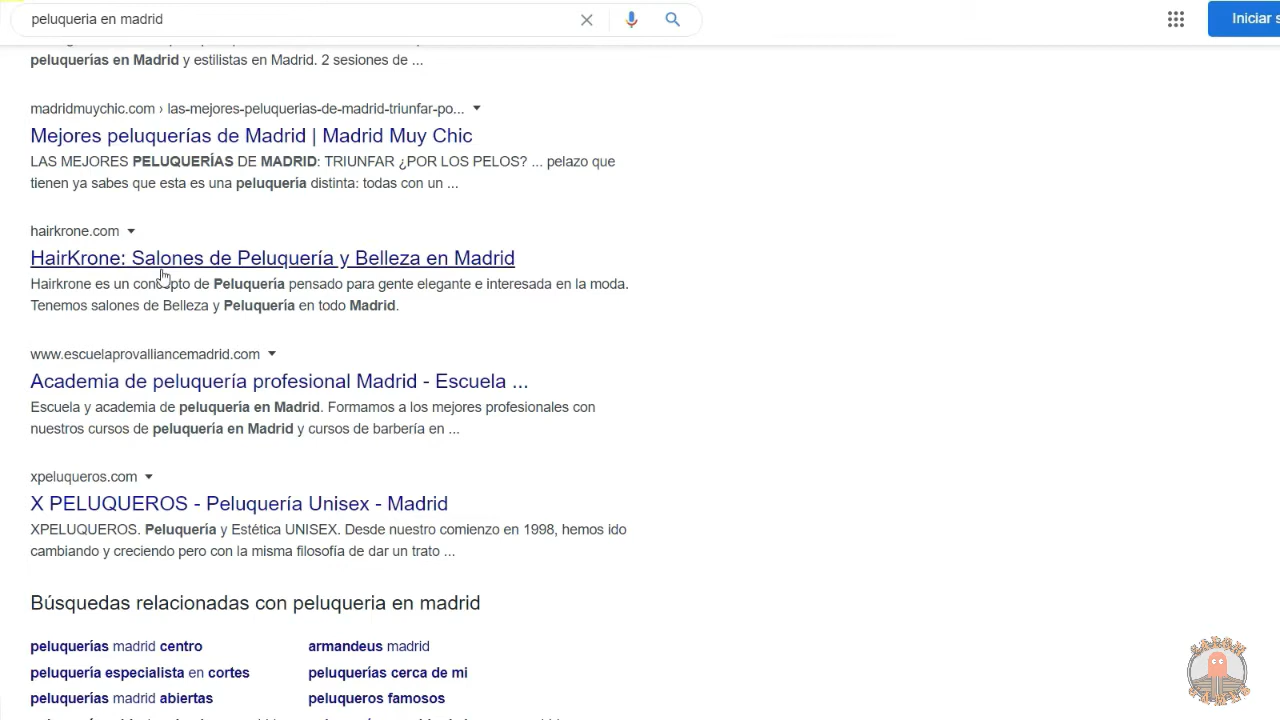 peluqueria en madrid
Iniciar s
peluquerías en Madrid y estilistas en Madrid. 2 sesiones de ...
madridmuychic.com › las-mejores-peluquerias-de-madrid-triunfar-po...
Mejores peluquerías de Madrid | Madrid Muy Chic
LAS MEJORES PELUQUERÍAS DE MADRID: TRIUNFAR ¿POR LOS PELOS? ... pelazo que
tienen ya sabes que esta es una peluquería distinta: todas con un ...
hairkrone.com
HairKrone: Salones de Peluquería y Belleza en Madrid
Hairkrone es un concepto de Peluquería pensado para gente elegante e interesada en la moda.
Tenemos salones de Belleza y Peluquería en todo Madrid.
www.escuelaprovalliancemadrid.com
Academia de peluquería profesional Madrid - Escuela ...
Escuela y academia de peluquería en Madrid. Formamos a los mejores profesionales con
nuestros cursos de peluquería en Madrid y cursos de barbería en ...
xpeluqueros.com
X PELUQUEROS - Peluquería Unisex - Madrid
XPELUQUEROS. Peluquería y Estética UNISEX. Desde nuestro comienzo en 1998, hemos ido
cambiando y creciendo pero con la misma filosofía de dar un trato ...
Búsquedas relacionadas con peluqueria en madrid
peluquerías madrid centro
armandeus madrid
peluquería especialista en cortes
peluquerías cerca de mi
peluquerías madrid abiertas
peluqueros famosos